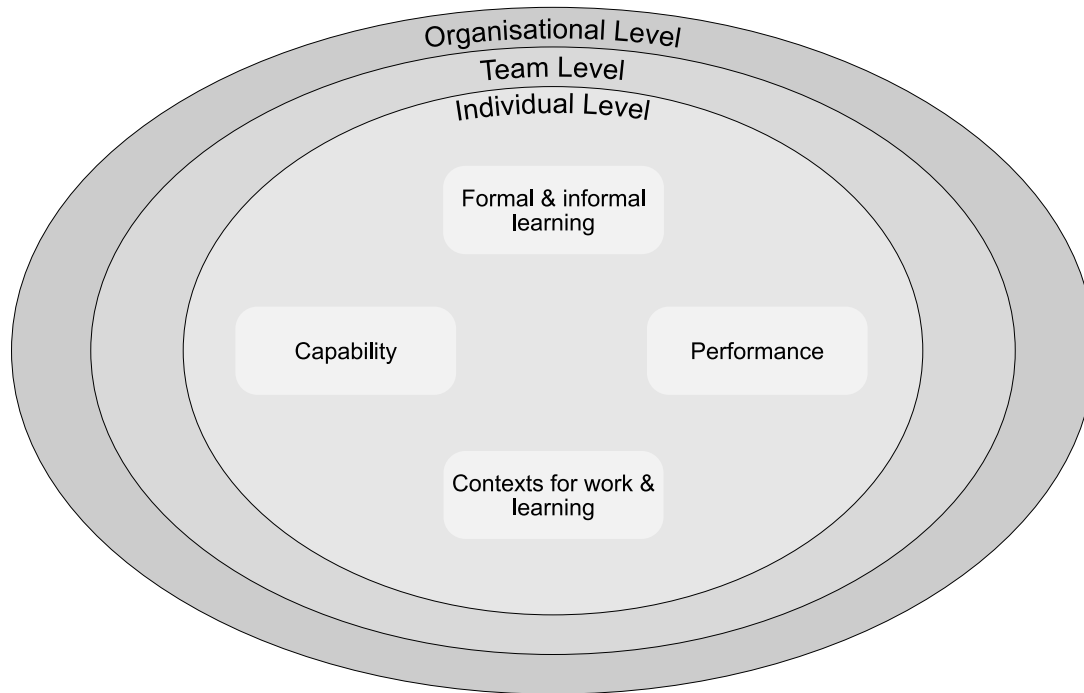 Organisational Level
Team Level
Individual Level
Formal & informal
learning
Capability
Performance
Contexts for work &
learning